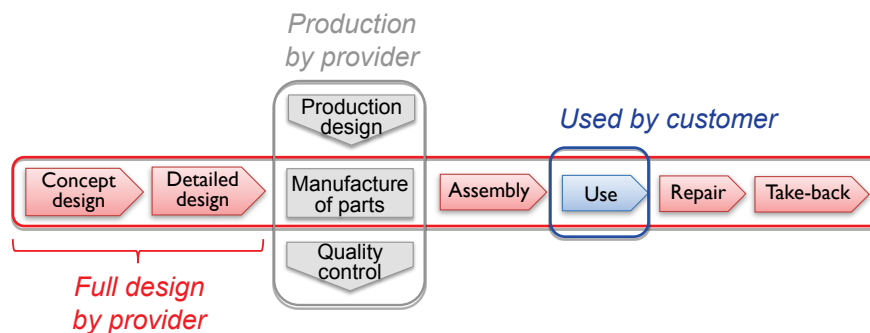 Production
by provider
Production
design
Used by customer
Concept
design
Detailed
design
Manufacture
of parts
Assembly
Use
Repair
Take-back
Quality
control
Full design
by provider